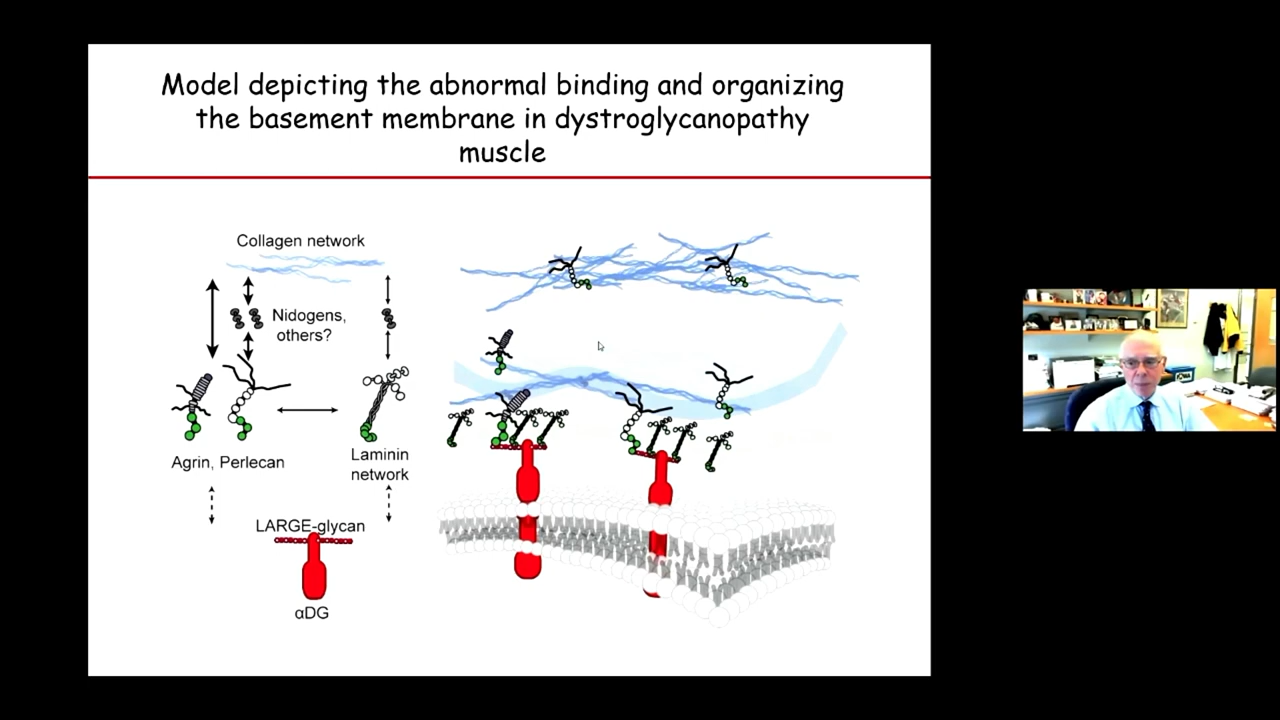 Model depicting the abnormal binding and organizing
the basement membrane in dystroglycanopathy
muscle
Collagen network
Nidogens,
others?
Agrin, Perlecan
Laminin
network
LARGE-glycan
αDG